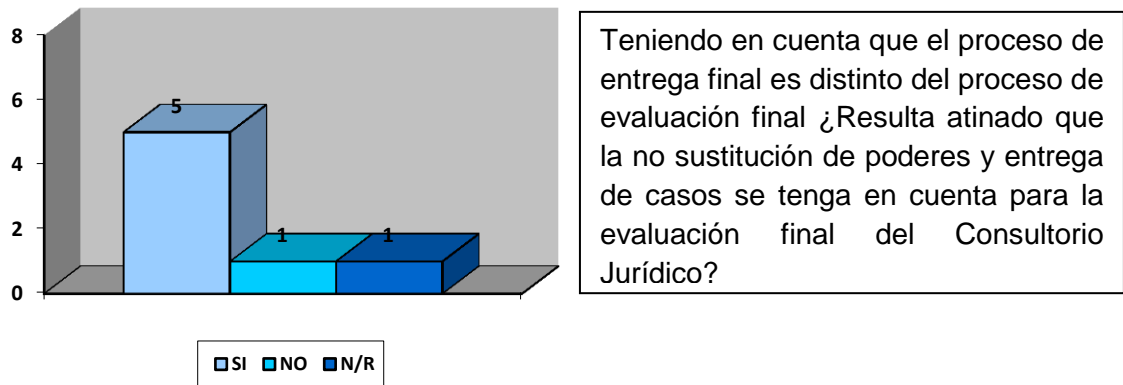 8
6
4
2
0
5
1
1
SI NO N/R
Teniendo en cuenta que el proceso de
entrega final es distinto del proceso de
evaluación final ¿Resulta atinado que
la no sustitución de poderes y entrega
de casos se tenga en cuenta para la
evaluación final del Consultorio
Jurídico?